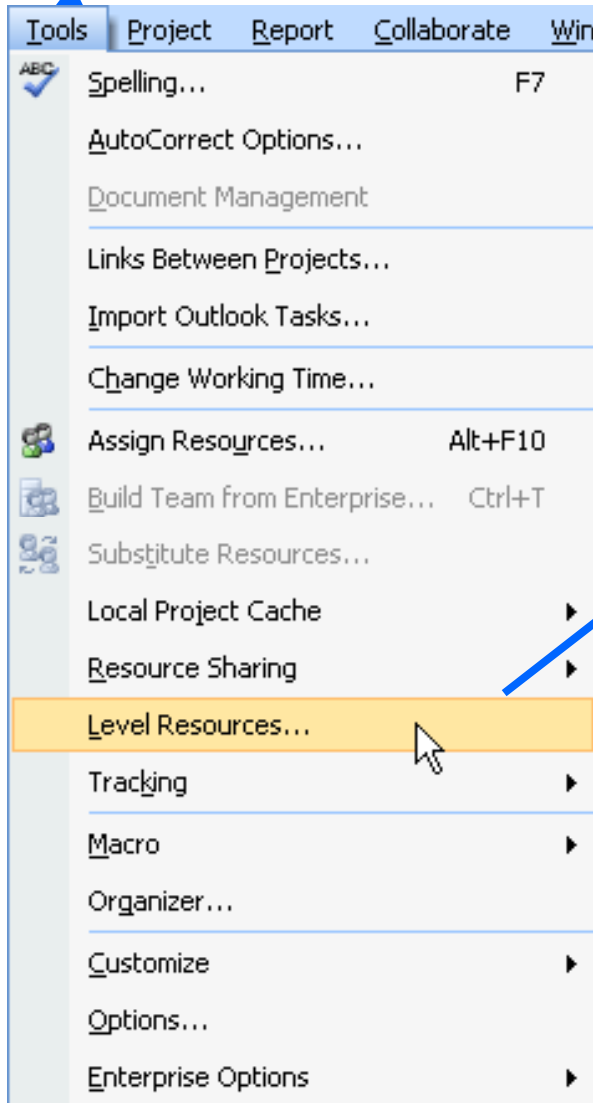 Tools Project Report Collaborate Win
ABC
Spelling... F7
AutoCorrect Options...
Document Management
Links Between Projects...
Import Outlook Tasks...
Change Working Time...
Assign Resources... Alt+F10
Build Team from Enterprise... Ctrl+T
Substitute Resources...
Local Project Cache
Resource Sharing
Level Resources...
Tracking
Macro
Organizer...
Customize
Options...
Enterprise Options